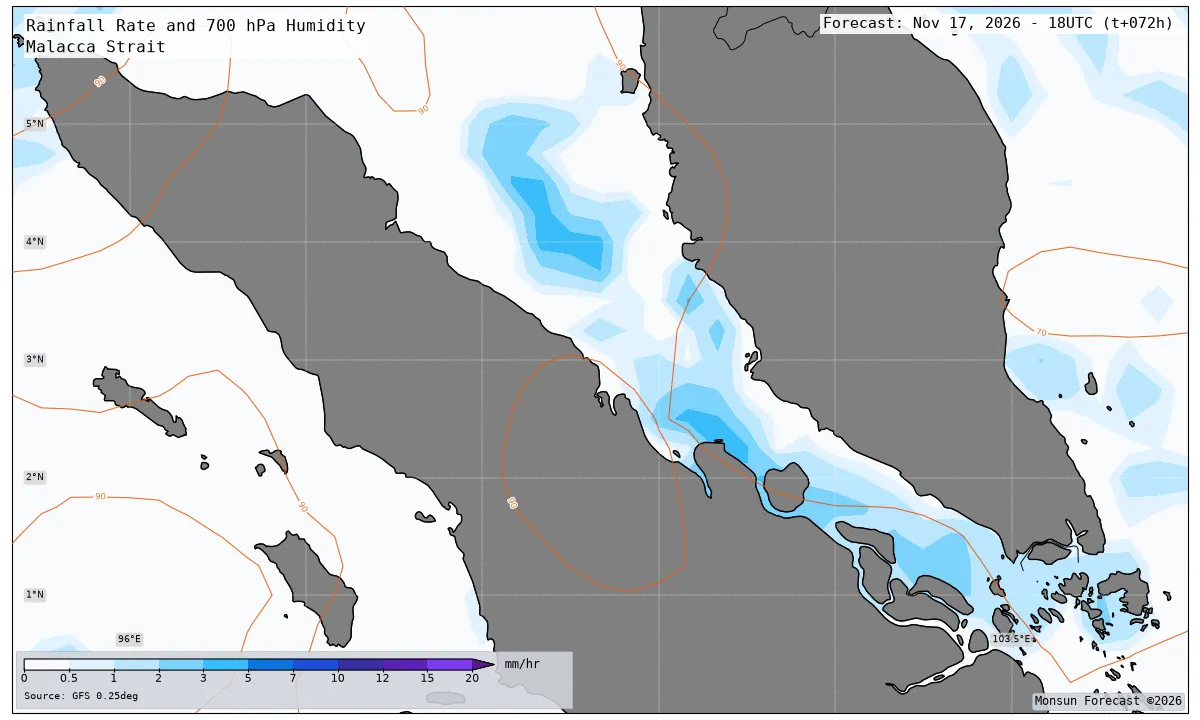 Rainfall Rate and 700 hPa Humidity
Malacca Strait
Forecast: Nov 17, 2026 - 18UTC (t+072h)
90
90
90
5°N
4°N
70
3°N
2°N
90
90
90
1°N
96°E
103.5°E
mm/hr
0 0.5 1 2 3 5 7 10 12 15 20
Source: GFS 0.25deg
Monsun Forecast ©2026